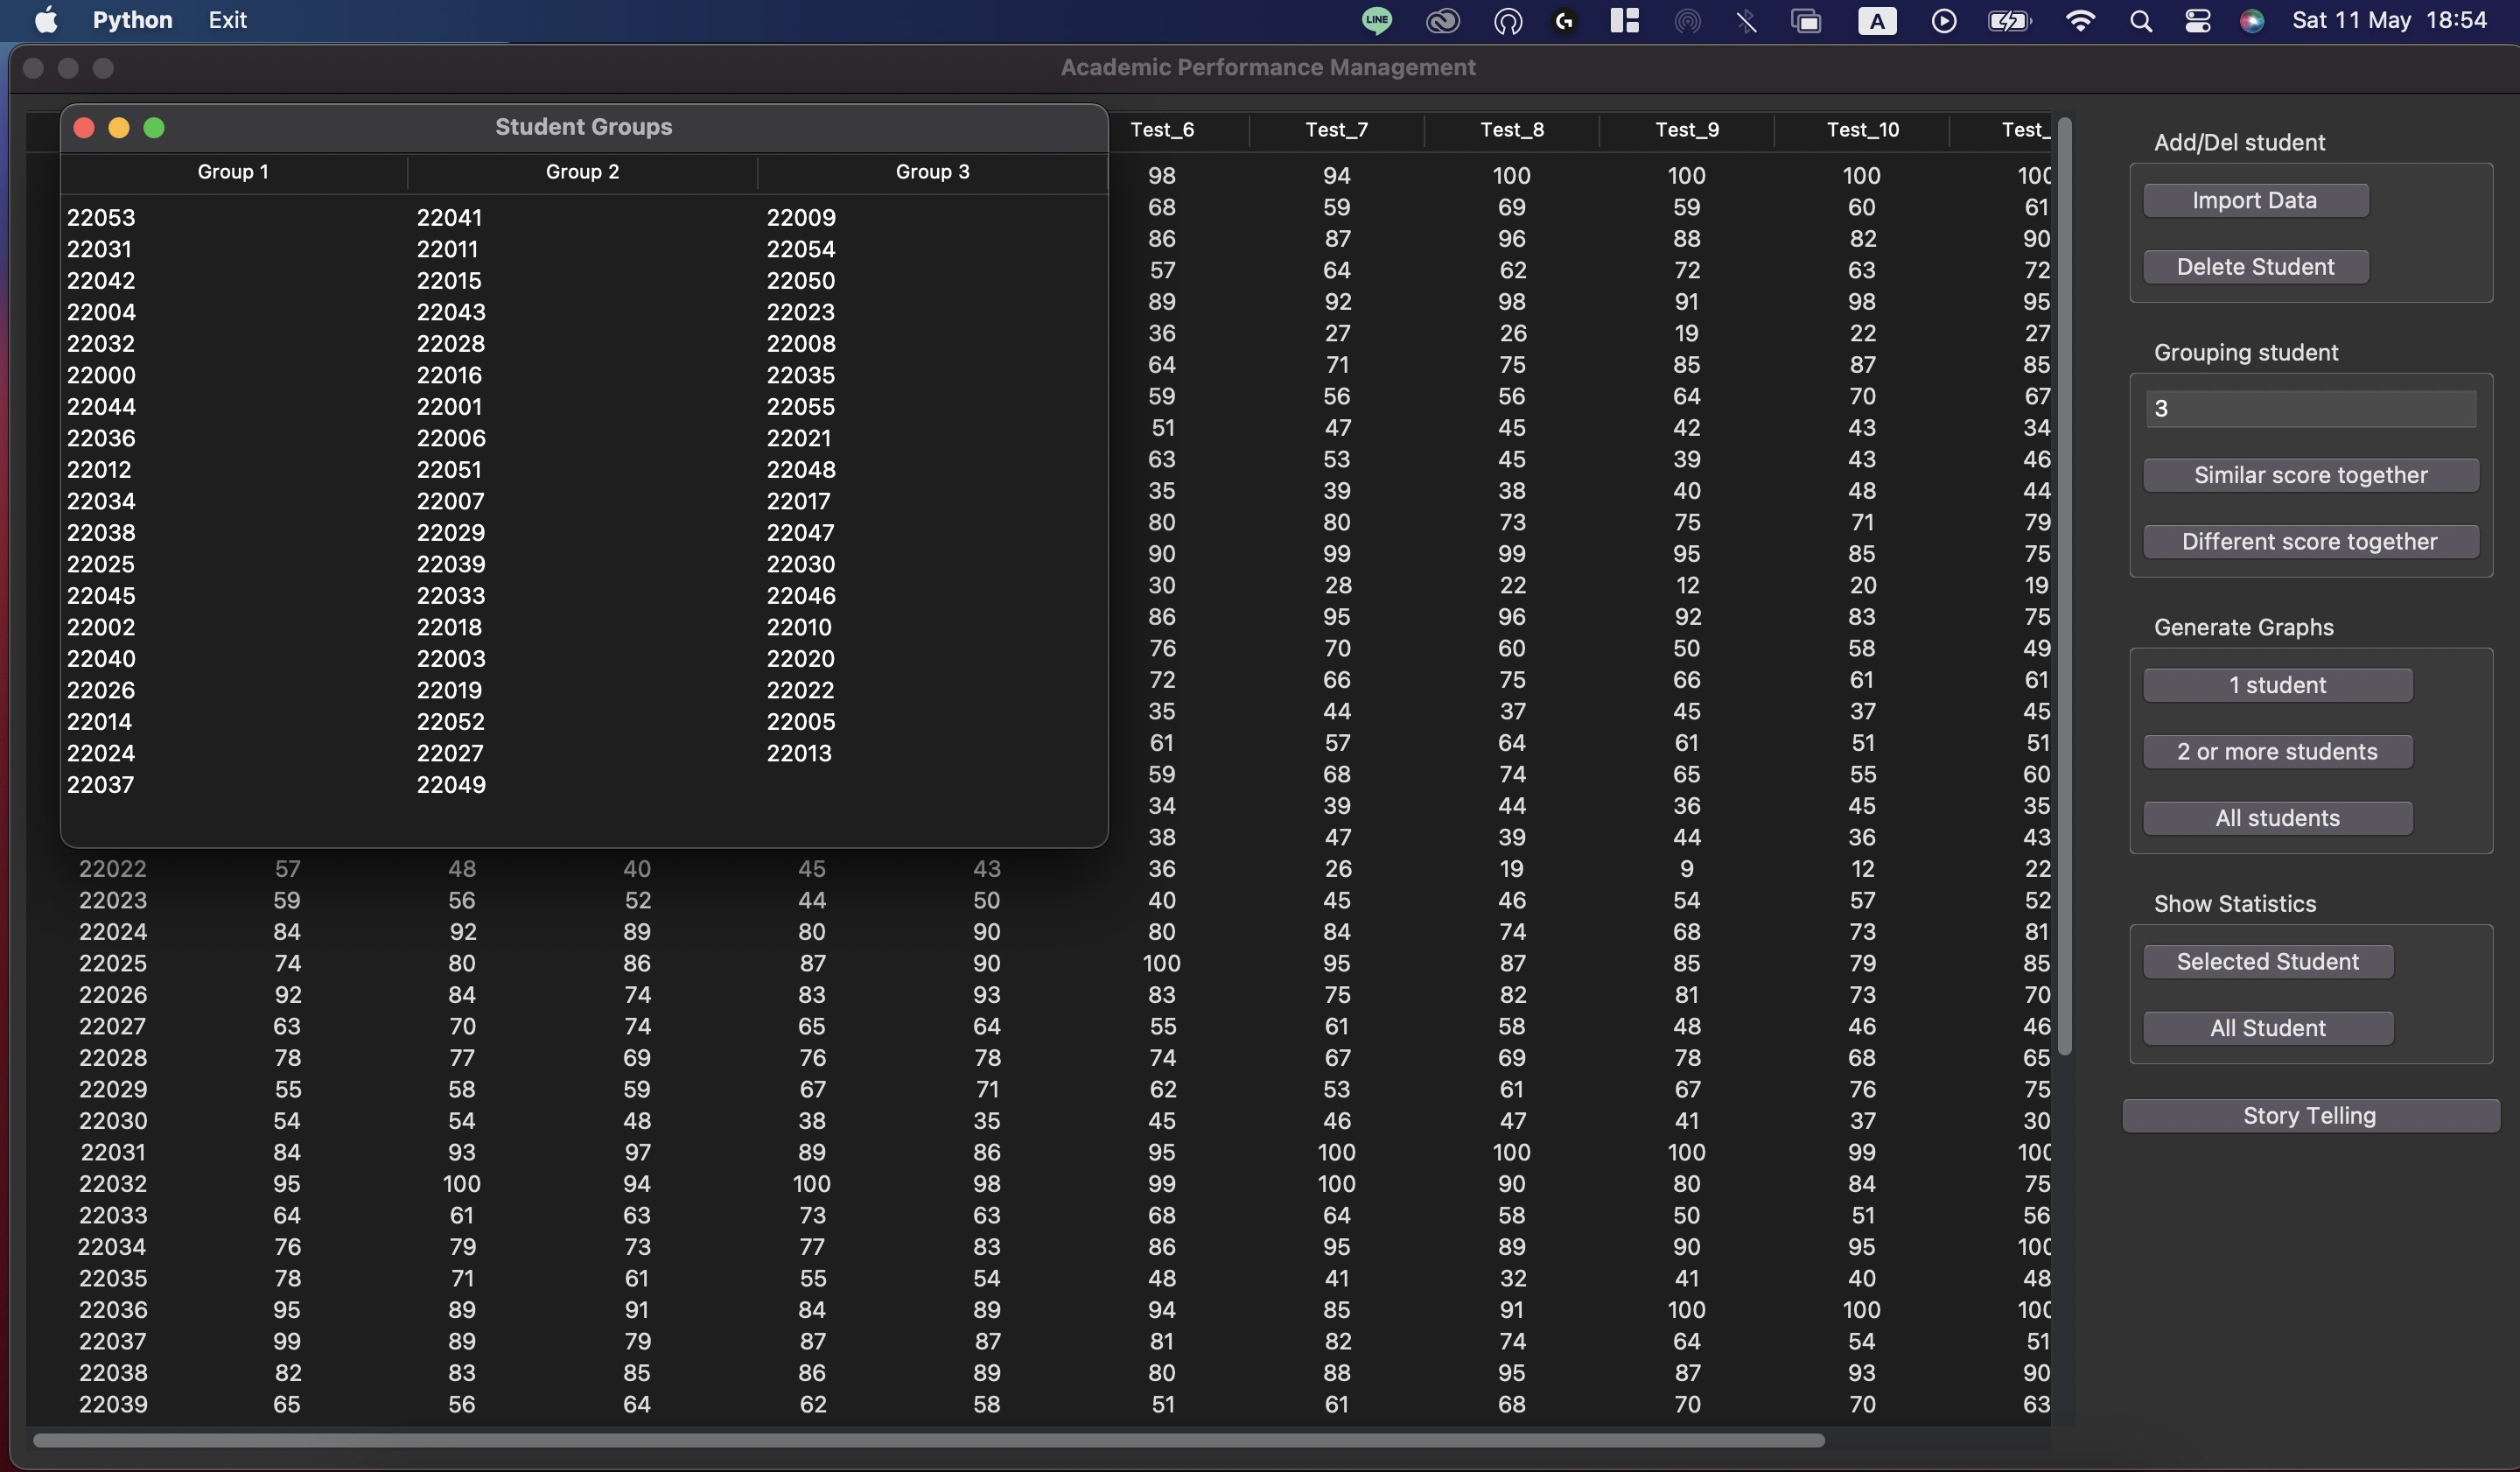 Python Exit LINE A Sat 11 May 18:54
Academic Performance Management
Student Groups
Group 1 Group 2 Group 3
22053 22041 22009
22031 22011 22054
22042 22015 22050
22004 22043 22023
22032 22028 22008
22000 22016 22035
22044 22001 22055
22036 22006 22021
22012 22051 22048
22034 22007 22017
22038 22029 22047
22025 22039 22030
22045 22033 22046
22002 22018 22010
22040 22003 22020
22026 22019 22022
22014 22052 22005
22024 22027 22013
22037 22049
Test_6 Test_7 Test_8 Test_9 Test_10 Test_
98 94 100 100 100 100
68 59 69 59 60 61
86 87 96 88 82 90
57 64 62 72 63 72
89 92 98 91 98 95
36 27 26 19 22 27
64 71 75 85 87 85
59 56 56 64 70 67
51 47 45 42 43 34
63 53 45 39 43 46
35 39 38 40 48 44
80 80 73 75 71 79
90 99 99 95 85 75
30 28 22 12 20 19
86 95 96 92 83 75
76 70 60 50 58 49
72 66 75 66 61 61
35 44 37 45 37 45
61 57 64 61 51 51
59 68 74 65 55 60
34 39 44 36 45 35
38 47 39 44 36 43
22022 57 48 40 45 43 36 26 19 9 12 22
22023 59 56 52 44 50 40 45 46 54 57 52
22024 84 92 89 80 90 80 84 74 68 73 81
22025 74 80 86 87 90 100 95 87 85 79 85
22026 92 84 74 83 93 83 75 82 81 73 70
22027 63 70 74 65 64 55 61 58 48 46 46
22028 78 77 69 76 78 74 67 69 78 68 65
22029 55 58 59 67 71 62 53 61 67 76 75
22030 54 54 48 38 35 45 46 47 41 37 30
22031 84 93 97 89 86 95 100 100 100 99 100
22032 95 100 94 100 98 99 100 90 80 84 75
22033 64 61 63 73 63 68 64 58 50 51 56
22034 76 79 73 77 83 86 95 89 90 95 100
22035 78 71 61 55 54 48 41 32 41 40 48
22036 95 89 91 84 89 94 85 91 100 100 100
22037 99 89 79 87 87 81 82 74 64 54 51
22038 82 83 85 86 89 80 88 95 87 93 90
22039 65 56 64 62 58 51 61 68 70 70 63
Add/Del student
Import Data
Delete Student
Grouping student
3
Similar score together
Different score together
Generate Graphs
1 student
2 or more students
All students
Show Statistics
Selected Student
All Student
Story Telling